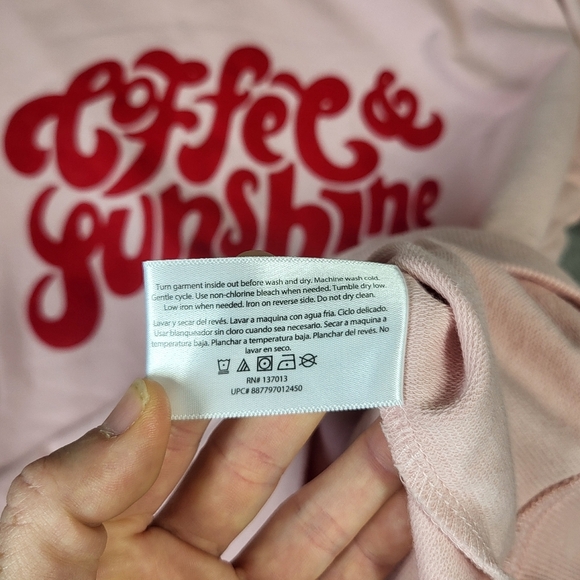 Coffee &
Sunshine
Turn garment inside out before wash and dry. Machine wash cold.
Gentle cycle. Use non-chlorine bleach when needed. Tumble dry low.
Low iron when needed. Iron on reverse side. Do not dry clean.
Lavar y secar del revés. Lavar a maquina con agua fria. Ciclo delicado.
Usar blanqueador sin cloro cuando sea necesario. Secar a maquina a
temperatura baja. Planchar a temperatura baja. Planchar del revés. No
lavar en seco.
RN# 137013
UPC# 887797012450